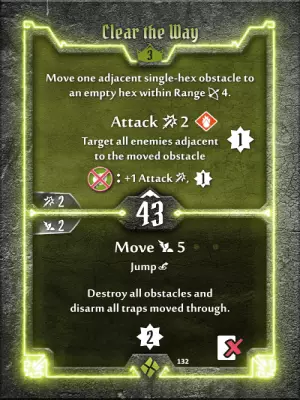 Clear the Way
3
Move one adjacent single-hex obstacle to
an empty hex within Range 4.
Attack 2
Target all enemies adjacent
to the moved obstacle
1
: +1 Attack , 1
2
43
2
Move 5
Jump
Destroy all obstacles and
disarm all traps moved through.
2
132